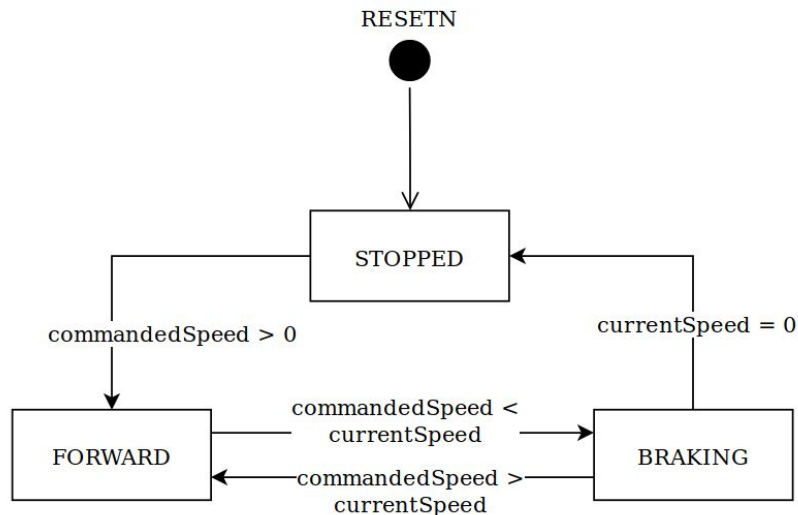 RESETN
STOPPED
commandedSpeed > 0
currentSpeed = 0
commandedSpeed <
currentSpeed
FORWARD
BRAKING
commandedSpeed >
currentSpeed